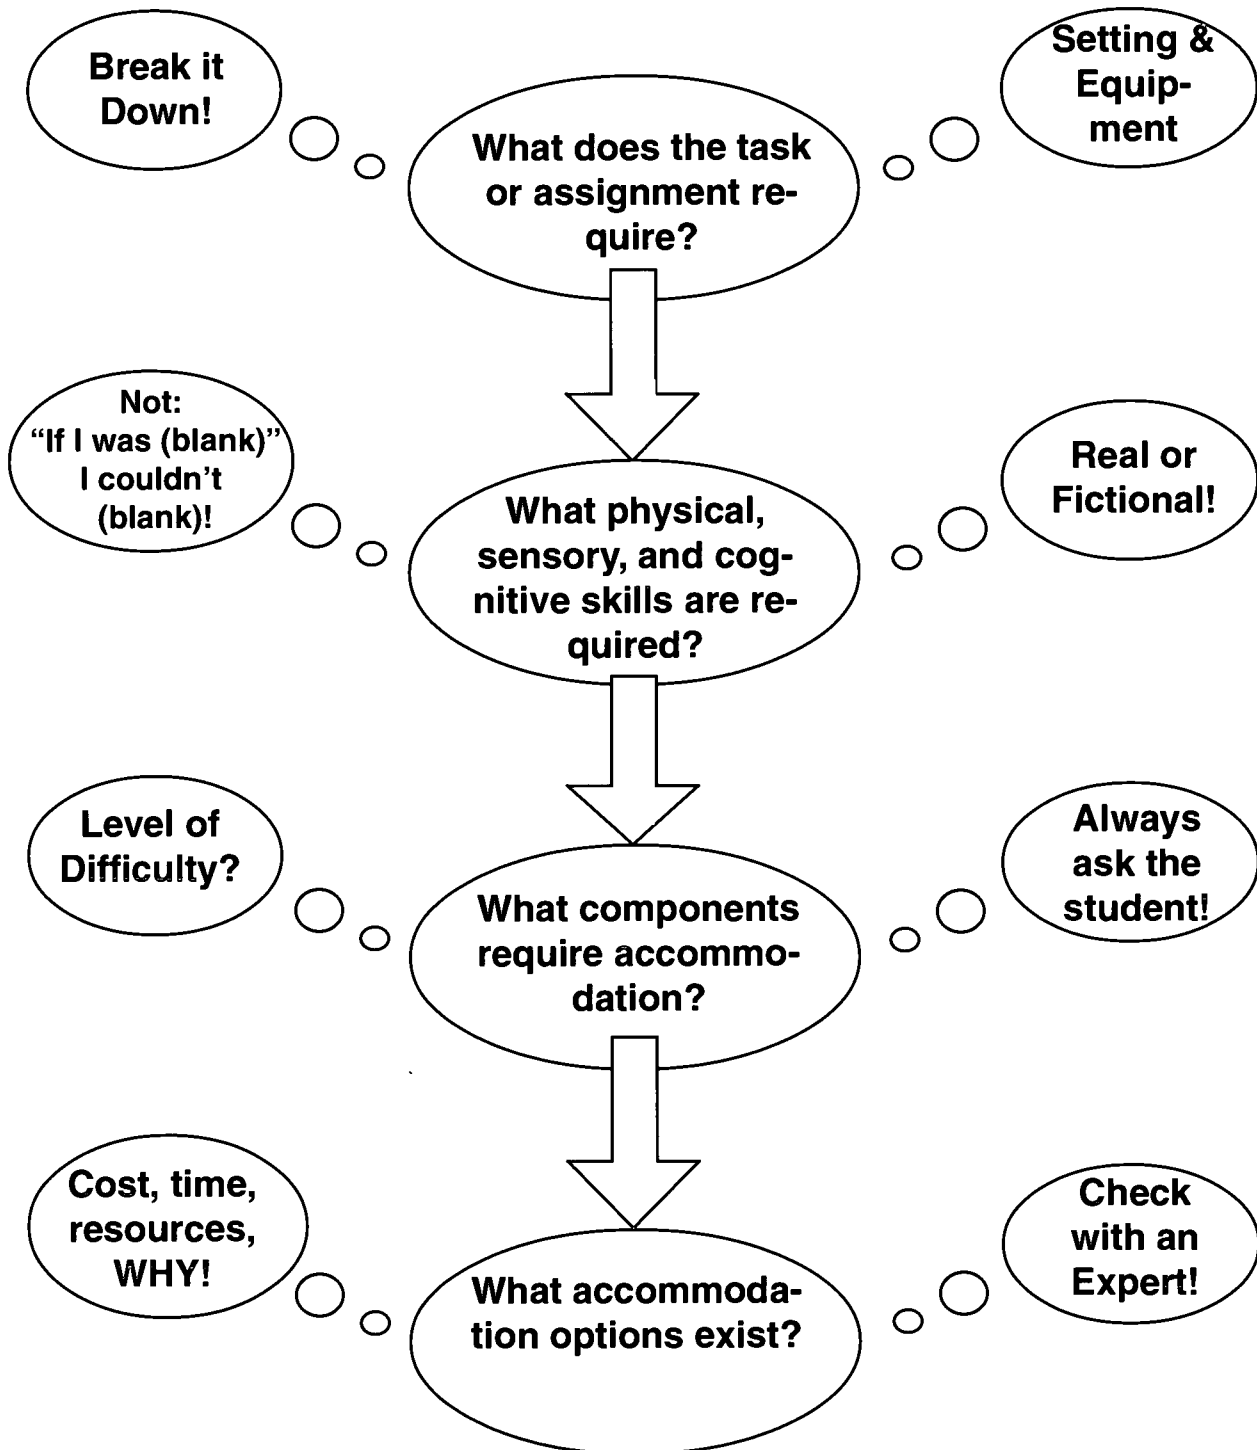 Break it
Down!
What does the task
or assignment re-
quire?
Setting &
Equip-
ment
Not:
“If I was (blank)”
I couldn't
(blank)!
What physical,
sensory, and cog-
nitive skills are re-
quired?
Real or
Fictional!
Level of
Difficulty?
What components
require accommo-
dation?
Always
ask the
student!
Cost, time,
resources,
WHY!
What accommoda-
tion options exist?
Check
with an
Expert!